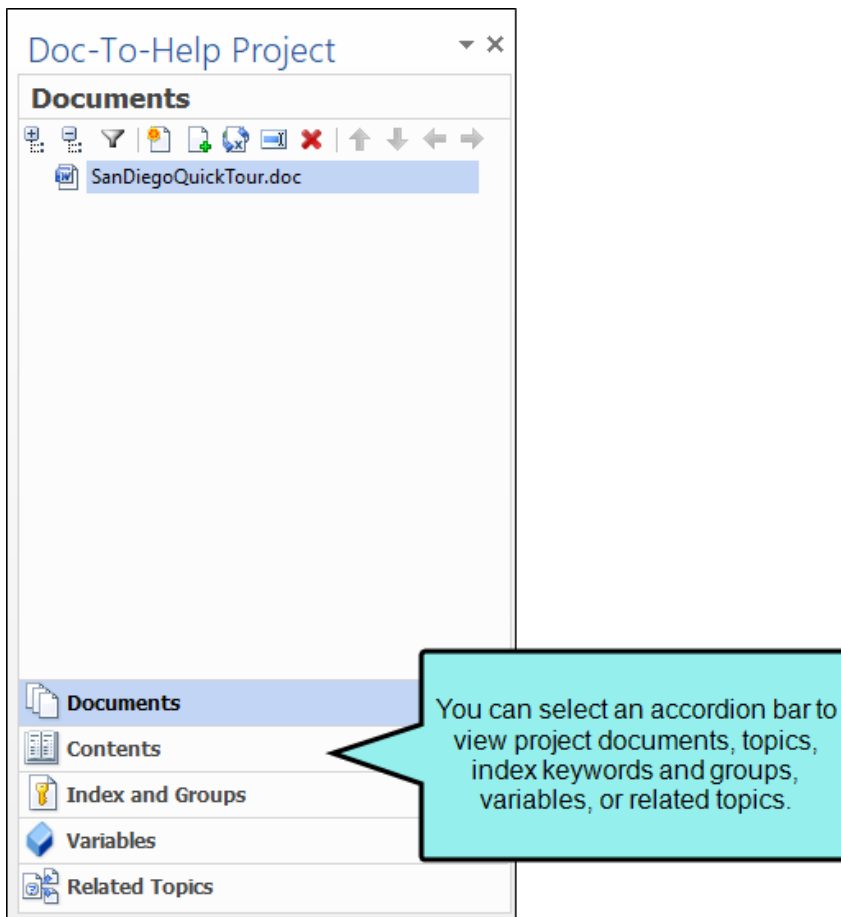 Doc-To-Help Project
Documents
SanDiegoQuickTour.doc
Documents
Contents
Index and Groups
Variables
Related Topics
You can select an accordion bar to
view project documents, topics,
index keywords and groups,
variables, or related topics.